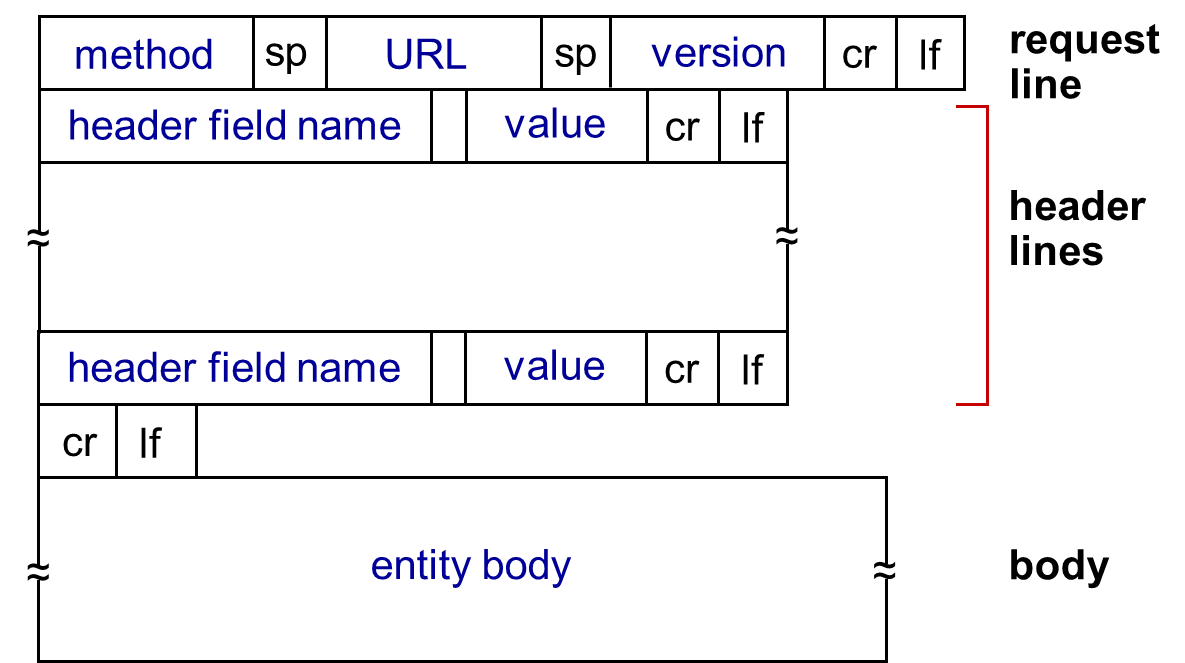 method sp URL sp version cr lf request
line
header field name value cr lf
header
lines
header field name value cr lf
cr lf
entity body body